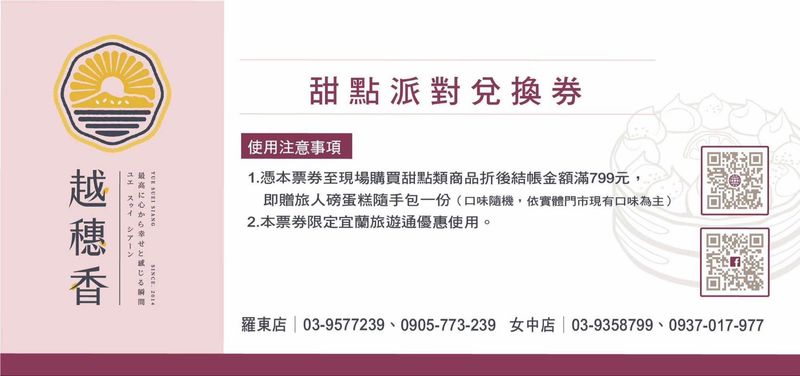 越穗香
YUE SUEI SIANG
SINCE. 2014
最高に心から幸せと感じる瞬間
ユエ スゥイ シアーン
甜點派對兌換券
使用注意事項
1.憑本票券至現場購買甜點類商品折後結帳金額滿799元，
即贈旅人磅蛋糕隨手包一份（口味隨機，依實體門市現有口味為主）
2.本票券限定宜蘭旅遊通優惠使用。
羅東店｜03-9577239、0905-773-239 女中店｜03-9358799、0937-017-977